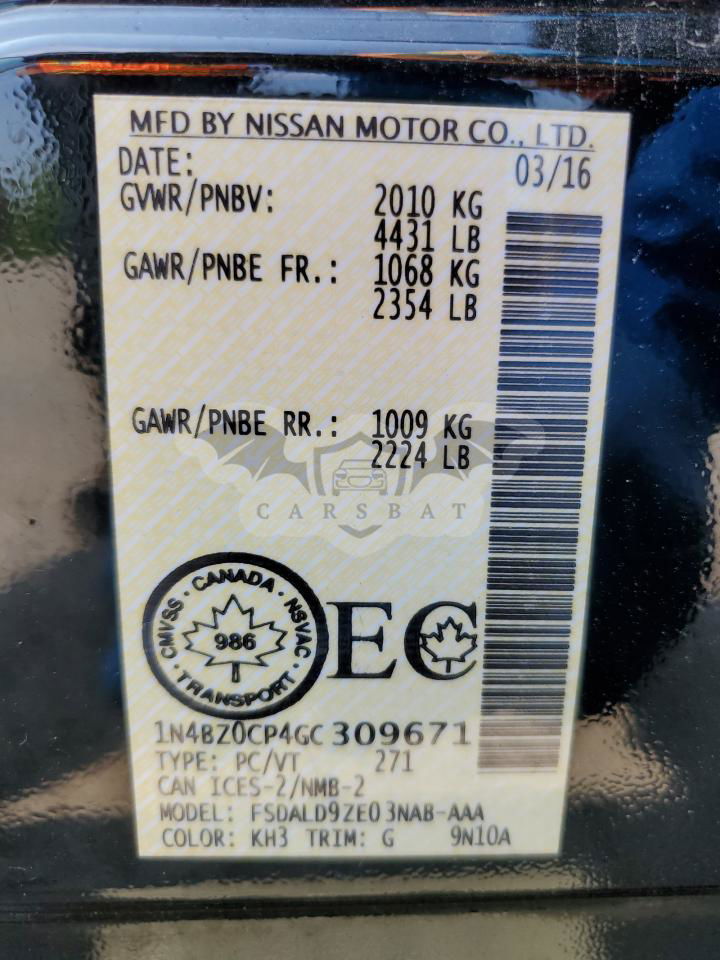 MFD BY NISSAN MOTOR CO., LTD.
DATE: 03/16
GVWR/PNBV: 2010 KG
4431 LB
GAWR/PNBE FR.: 1068 KG
2354 LB
GAWR/PNBE RR.: 1009 KG
2224 LB
CARSBAT
CMVSS · CANADA · NSVAC · TRANSPORT ·
986
EC
1N4BZ0CP4GC 309671
TYPE: PC/VT 271
CAN ICES-2/NMB-2
MODEL: FSDALD9ZE03NAB-AAA
COLOR: KH3 TRIM: G 9N10A